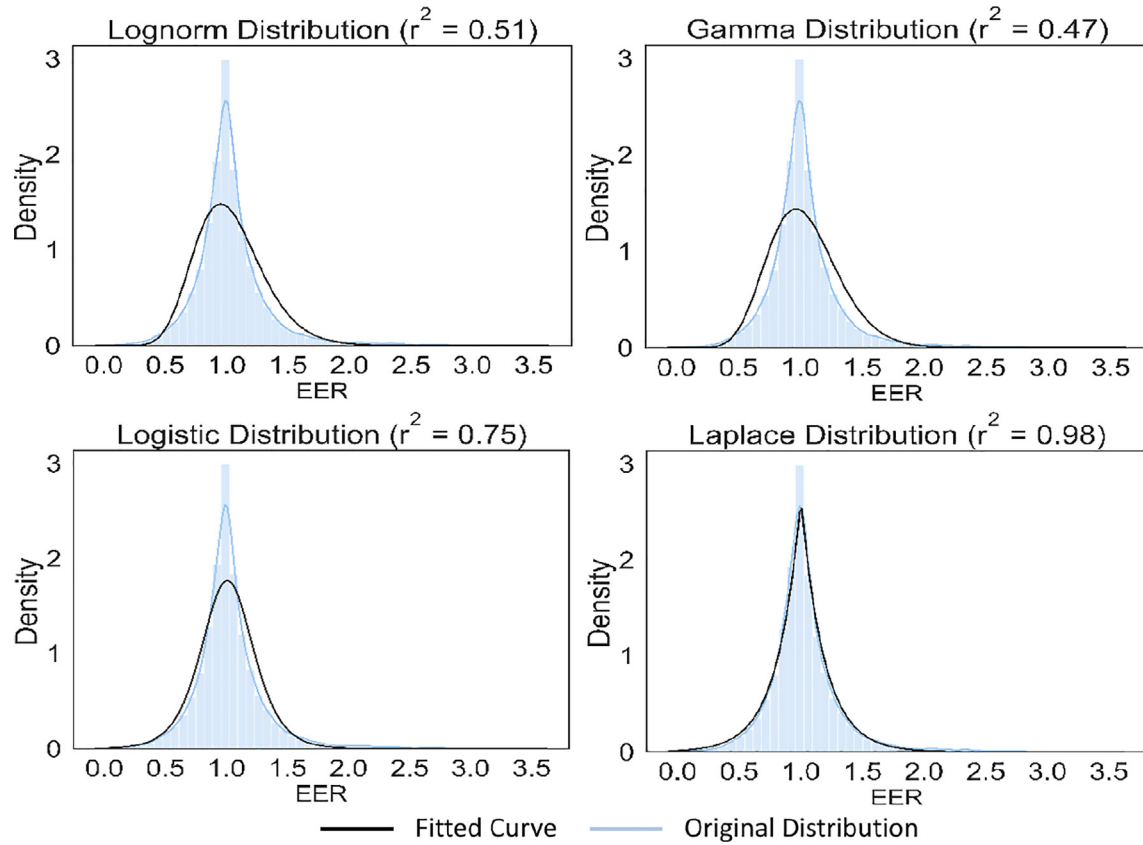 Lognorm Distribution (r² = 0.51)
3
2
1
0
Density
0.0 0.5 1.0 1.5 2.0 2.5 3.0 3.5
EER
Gamma Distribution (r² = 0.47)
3
2
1
0
Density
0.0 0.5 1.0 1.5 2.0 2.5 3.0 3.5
EER
Logistic Distribution (r² = 0.75)
3
2
1
0
Density
0.0 0.5 1.0 1.5 2.0 2.5 3.0 3.5
EER
Laplace Distribution (r² = 0.98)
3
2
1
0
Density
0.0 0.5 1.0 1.5 2.0 2.5 3.0 3.5
EER
Fitted Curve Original Distribution